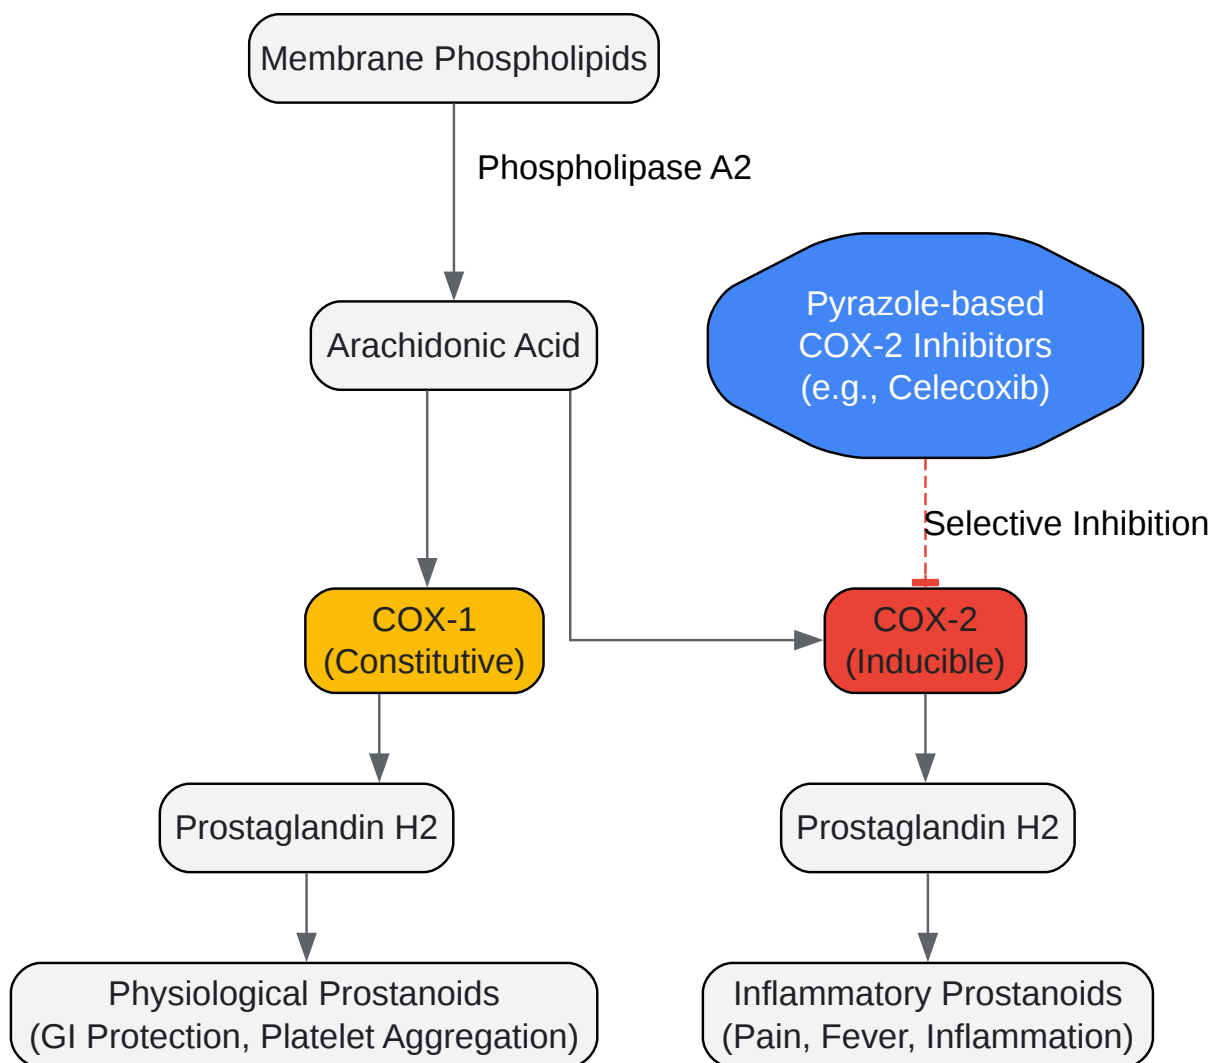 Membrane Phospholipids
Phospholipase A2
Arachidonic Acid
Pyrazole-based
COX-2 Inhibitors
(e.g., Celecoxib)
Selective Inhibition
COX-1
(Constitutive)
COX-2
(Inducible)
Prostaglandin H2
Prostaglandin H2
Physiological Prostanoids
(GI Protection, Platelet Aggregation)
Inflammatory Prostanoids
(Pain, Fever, Inflammation)